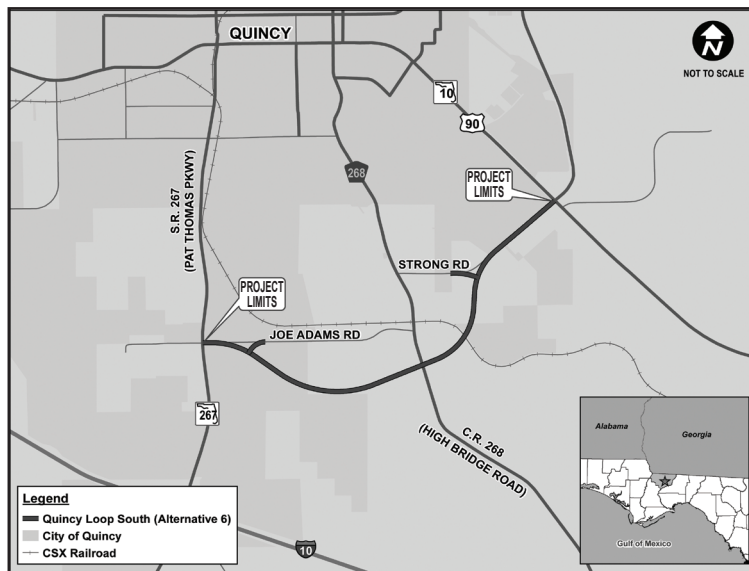 QUINCY
N
NOT TO SCALE
10
90
268
PROJECT
LIMITS
S.R. 267
(PAT THOMAS PKWY)
STRONG RD
PROJECT
LIMITS
JOE ADAMS RD
267
C.R. 268
(HIGH BRIDGE ROAD)
Alabama
Georgia
Gulf of Mexico
Legend
Quincy Loop South (Alternative 6)
City of Quincy
CSX Railroad
10